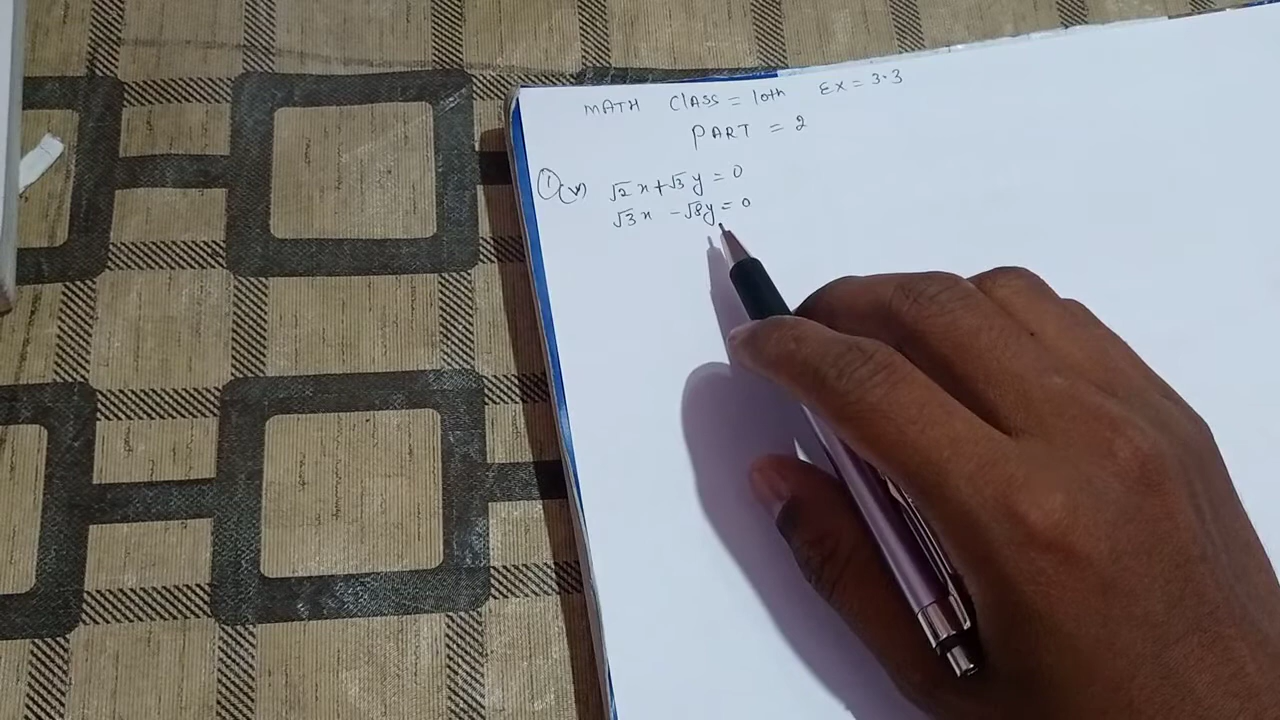 MATH CLASS = 10th EX = 3.3
PART = 2
① (v) √2 x + √3 y = 0
√3 x - √8 y = 0